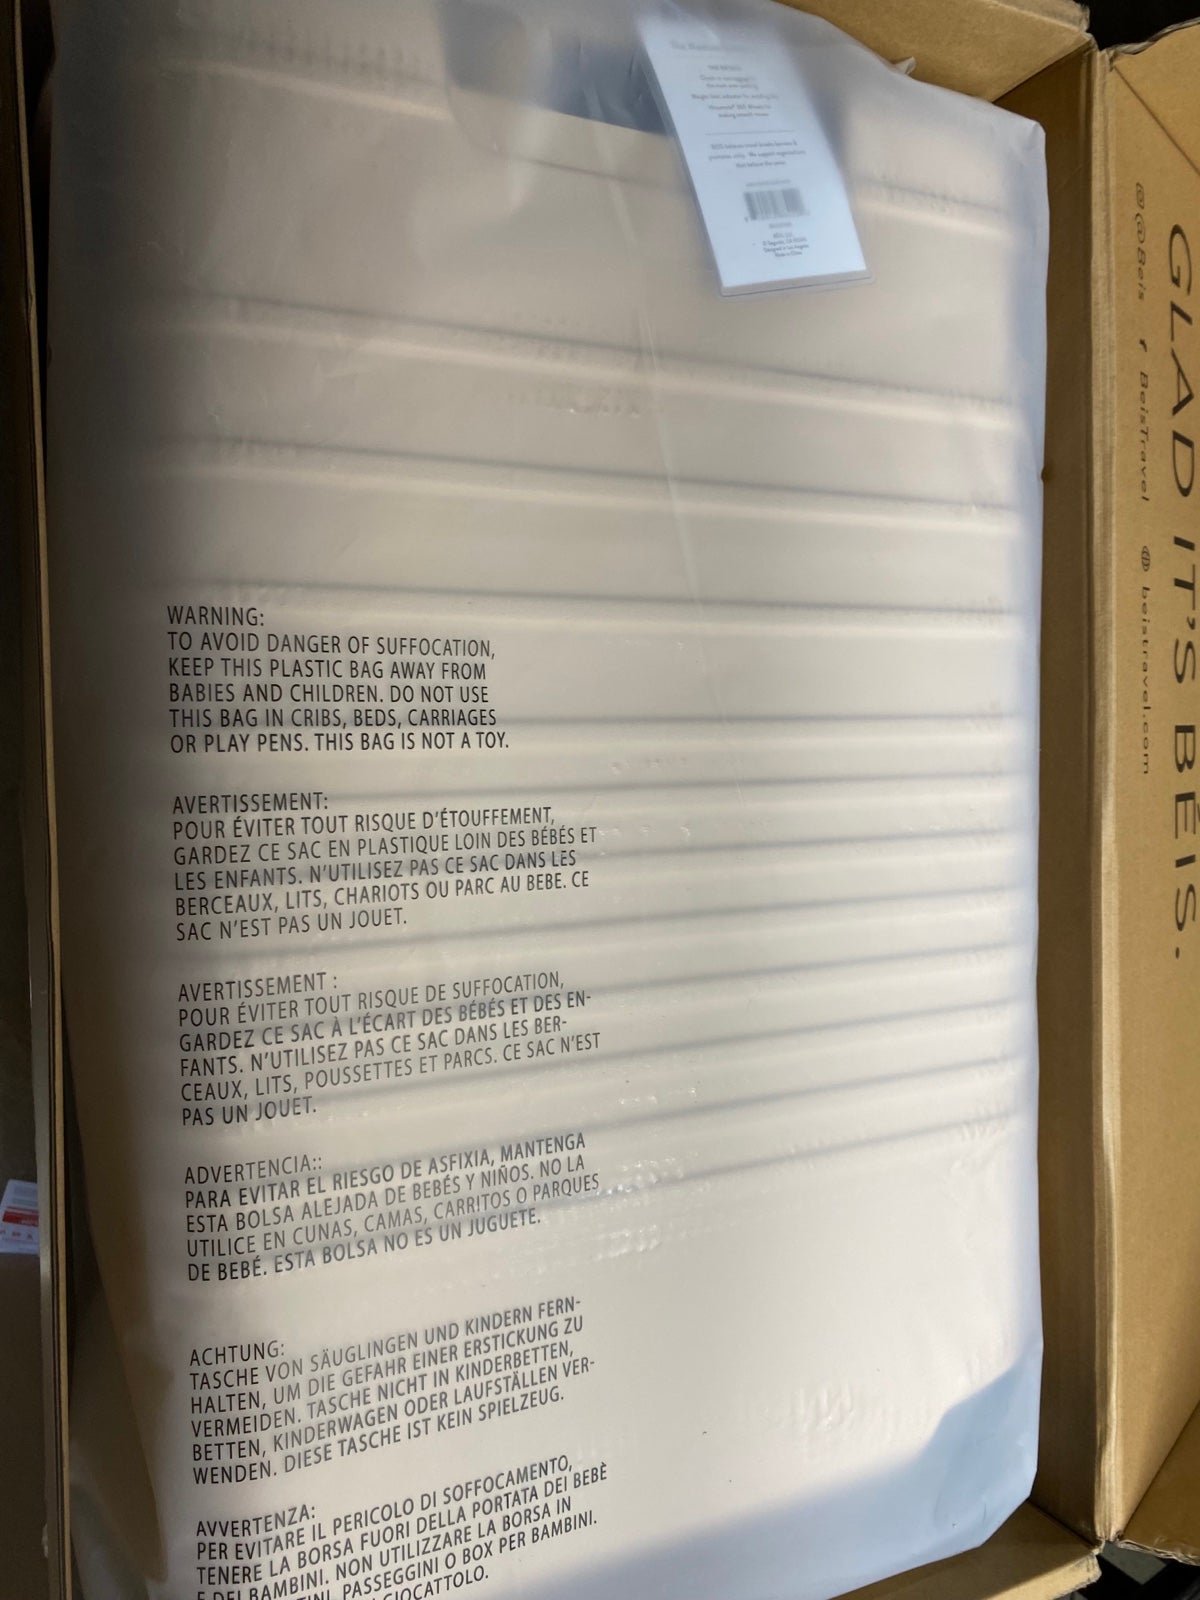 WARNING:
TO AVOID DANGER OF SUFFOCATION,
KEEP THIS PLASTIC BAG AWAY FROM
BABIES AND CHILDREN. DO NOT USE
THIS BAG IN CRIBS, BEDS, CARRIAGES
OR PLAY PENS. THIS BAG IS NOT A TOY.
AVERTISSEMENT:
POUR ÉVITER TOUT RISQUE D'ÉTOUFFEMENT,
GARDEZ CE SAC EN PLASTIQUE LOIN DES BÉBÉS ET
LES ENFANTS. N'UTILISEZ PAS CE SAC DANS LES
BERCEAUX, LITS, CHARIOTS OU PARC AU BEBE. CE
SAC N'EST PAS UN JOUET.
AVERTISSEMENT :
POUR ÉVITER TOUT RISQUE DE SUFFOCATION,
GARDEZ CE SAC À L'ÉCART DES BÉBÉS ET DES EN-
FANTS. N'UTILISEZ PAS CE SAC DANS LES BER-
CEAUX, LITS, POUSSETTES ET PARCS. CE SAC N'EST
PAS UN JOUET.
ADVERTENCIA::
PARA EVITAR EL RIESGO DE ASFIXIA, MANTENGA
ESTA BOLSA ALEJADA DE BEBÉS Y NIÑOS. NO LA
UTILICE EN CUNAS, CAMAS, CARRITOS O PARQUES
DE BEBÉ. ESTA BOLSA NO ES UN JUGUETE.
ACHTUNG:
TASCHE VON SÄUGLINGEN UND KINDERN FERN-
HALTEN, UM DIE GEFAHR EINER ERSTICKUNG ZU
VERMEIDEN. TASCHE NICHT IN KINDERBETTEN,
BETTEN, KINDERWAGEN ODER LAUFSTÄLLEN VER-
WENDEN. DIESE TASCHE IST KEIN SPIELZEUG.
AVVERTENZA:
PER EVITARE IL PERICOLO DI SOFFOCAMENTO,
TENERE LA BORSA FUORI DELLA PORTATA DEI BEBÈ
E DEI BAMBINI. NON UTILIZZARE LA BORSA IN
PASSEGGINI O BOX PER BAMBINI.
GIOCATTOLO.
GLAD IT'S BÉIS.
@Beis BeisTravel beistravel.com